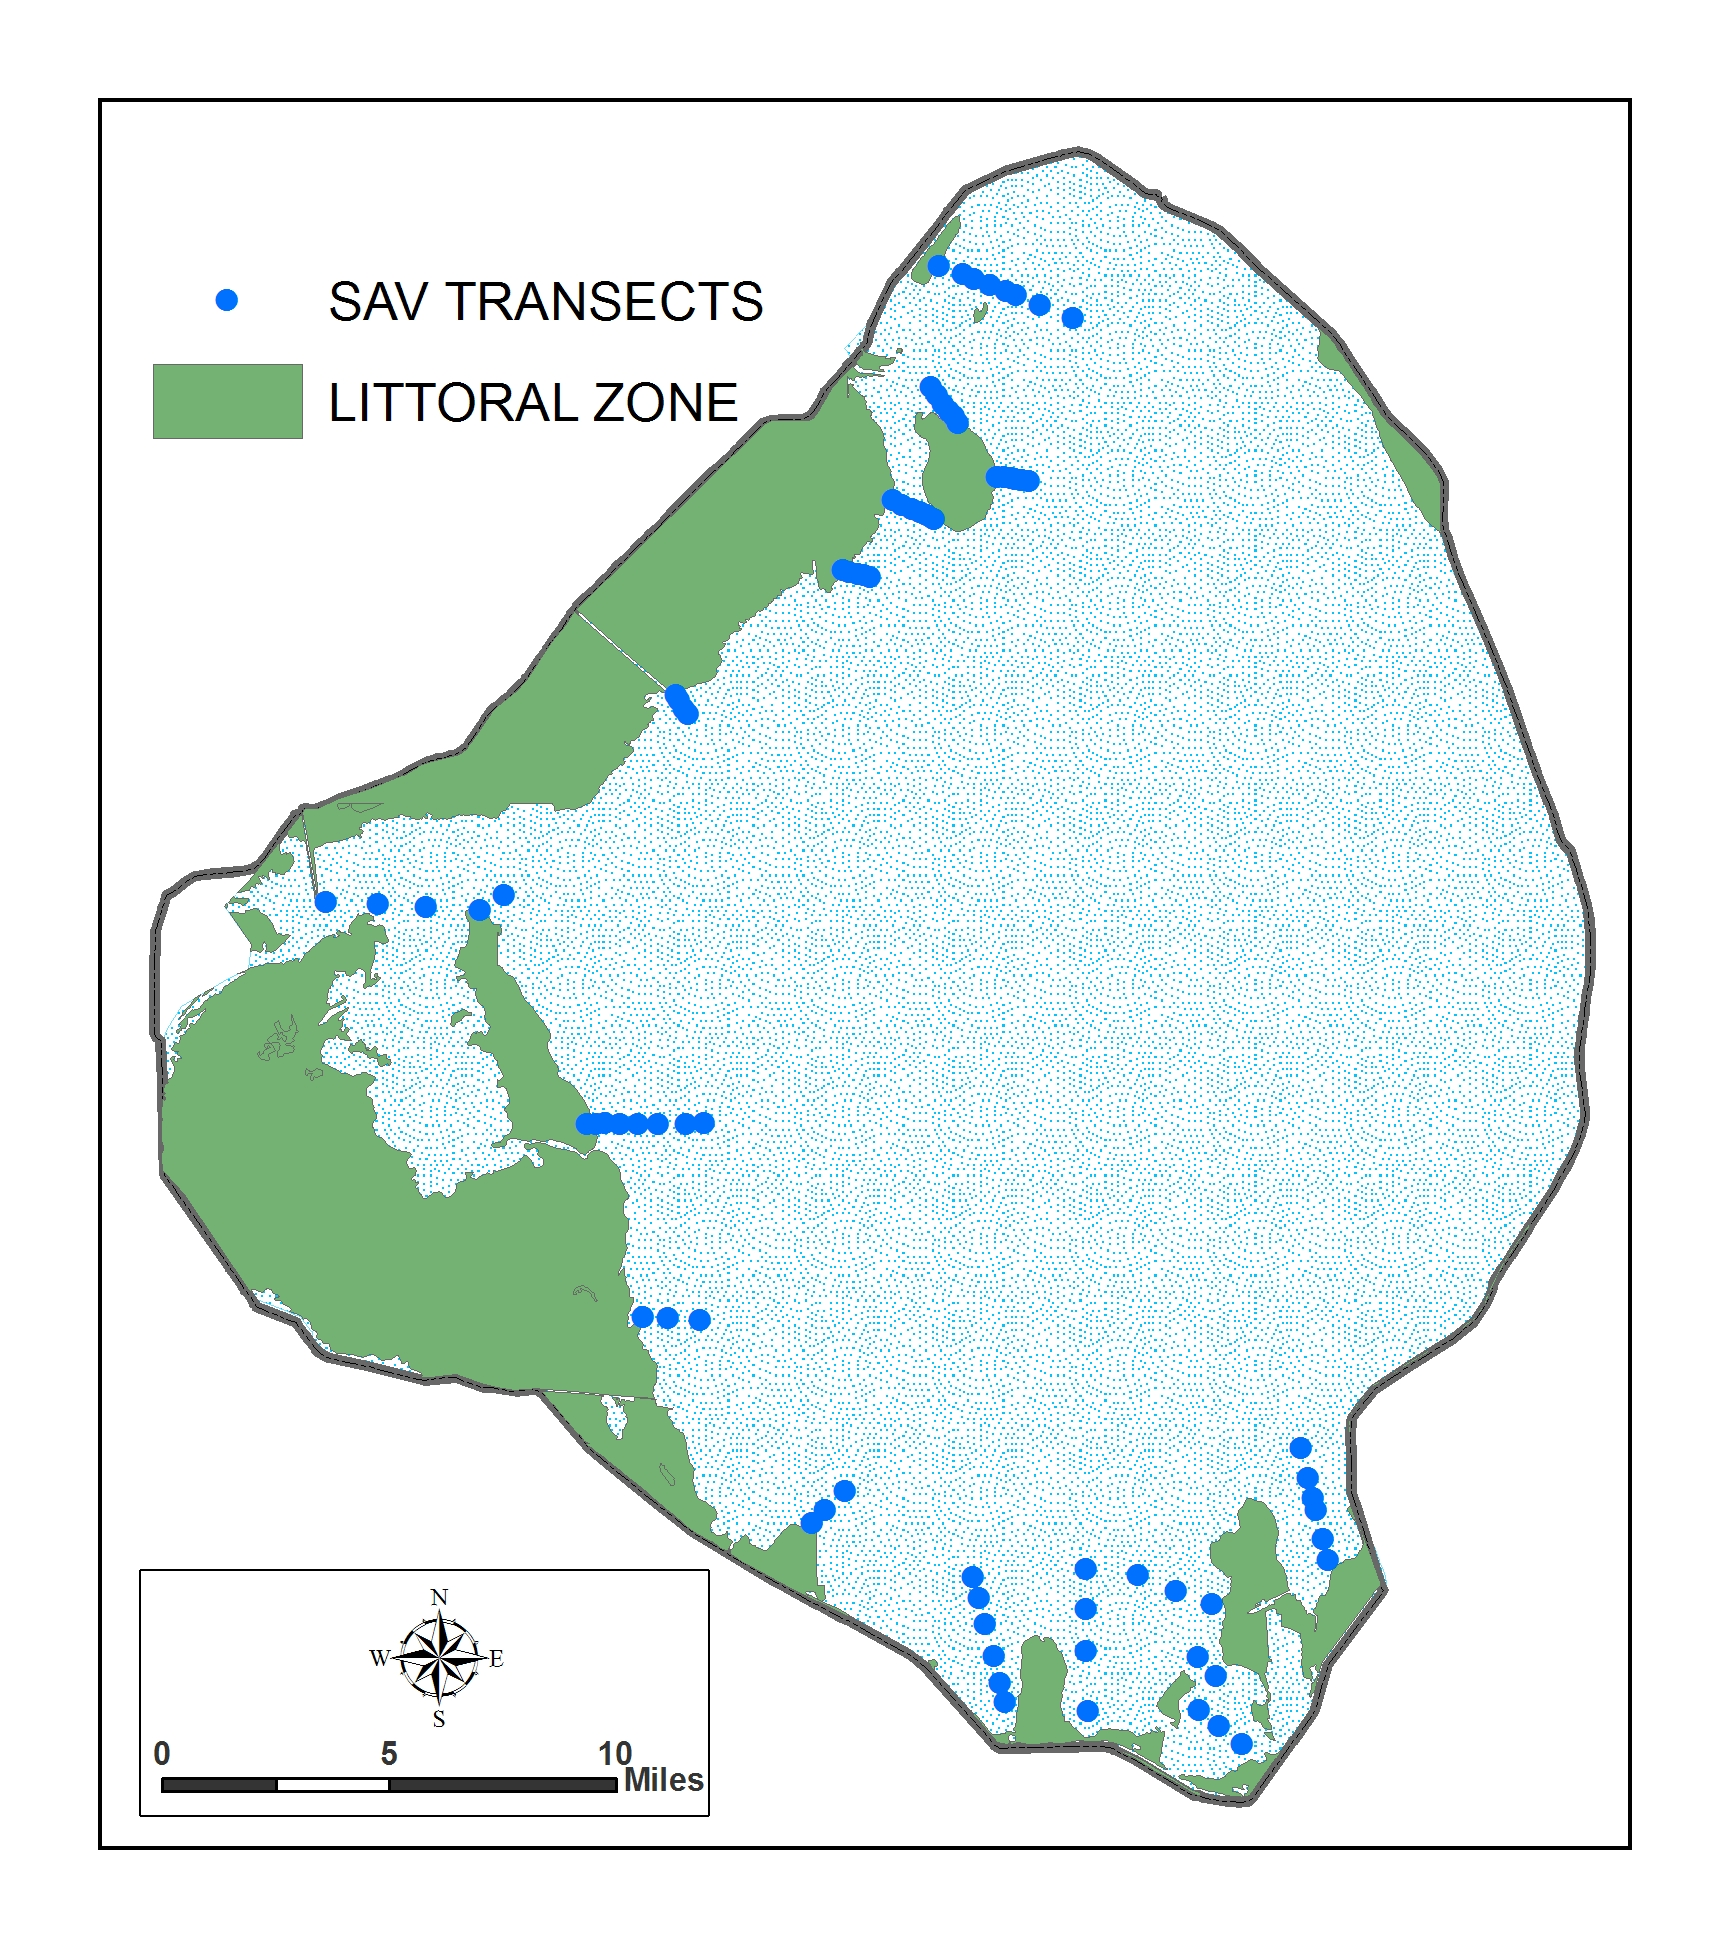 SAV TRANSECTS
LITTORAL ZONE
N
W E
S
0 5 10
Miles